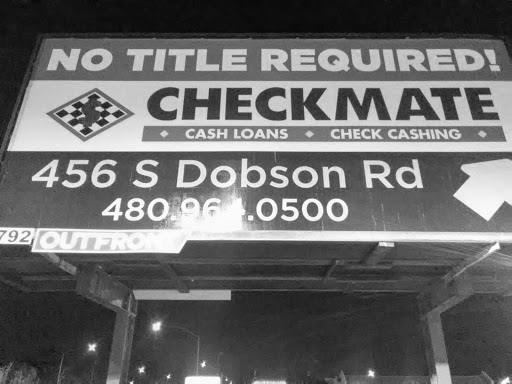 NO TITLE REQUIRED!
CHECKMATE
CASH LOANS CHECK CASHING
456 S Dobson Rd
792 OUTFRONT